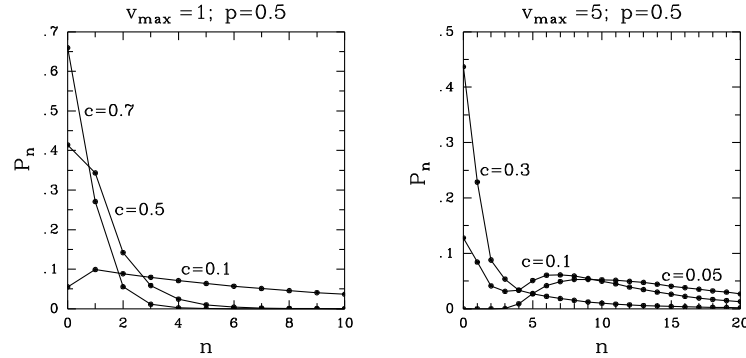 v_max =1; p=0.5
.7
.6
.5
.4
.3
.2
.1
0
P_n
c=0.7
c=0.5
c=0.1
0 2 4 6 8 10
n
v_max =5; p=0.5
.5
.4
.3
.2
.1
0
P_n
c=0.3
c=0.1
c=0.05
0 5 10 15 20
n